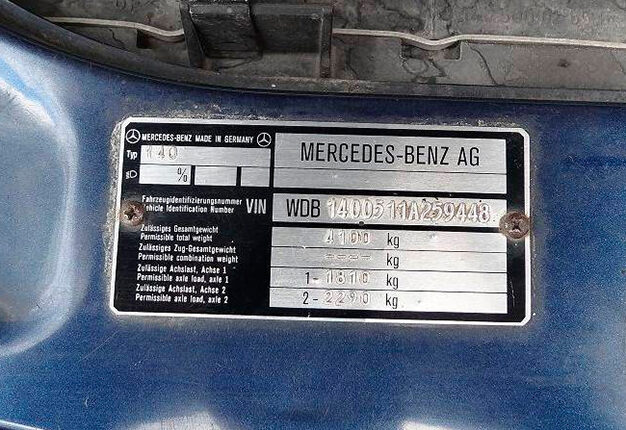 MERCEDES-BENZ MADE IN GERMANY
Typ 140
%
MERCEDES-BENZ AG
Fahrzeugidentifizierungsnummer
Vehicle Identification Number VIN WDB 1400511A259448
Zulässiges Gesamtgewicht
Permissible total weight 4100 kg
Zulässiges Zug-Gesamtgewicht
Permissible combination weight ---- kg
Zulässige Achslast, Achse 1
Permissible axle load, axle 1 1-1810 kg
Zulässige Achslast, Achse 2
Permissible axle load, axle 2 2-2290 kg